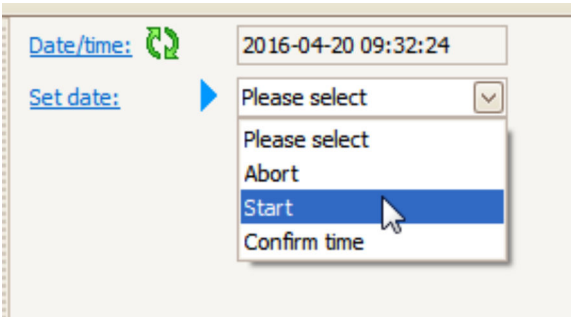 Date/time: 2016-04-20 09:32:24
Set date: Please select
Please select
Abort
Start
Confirm time